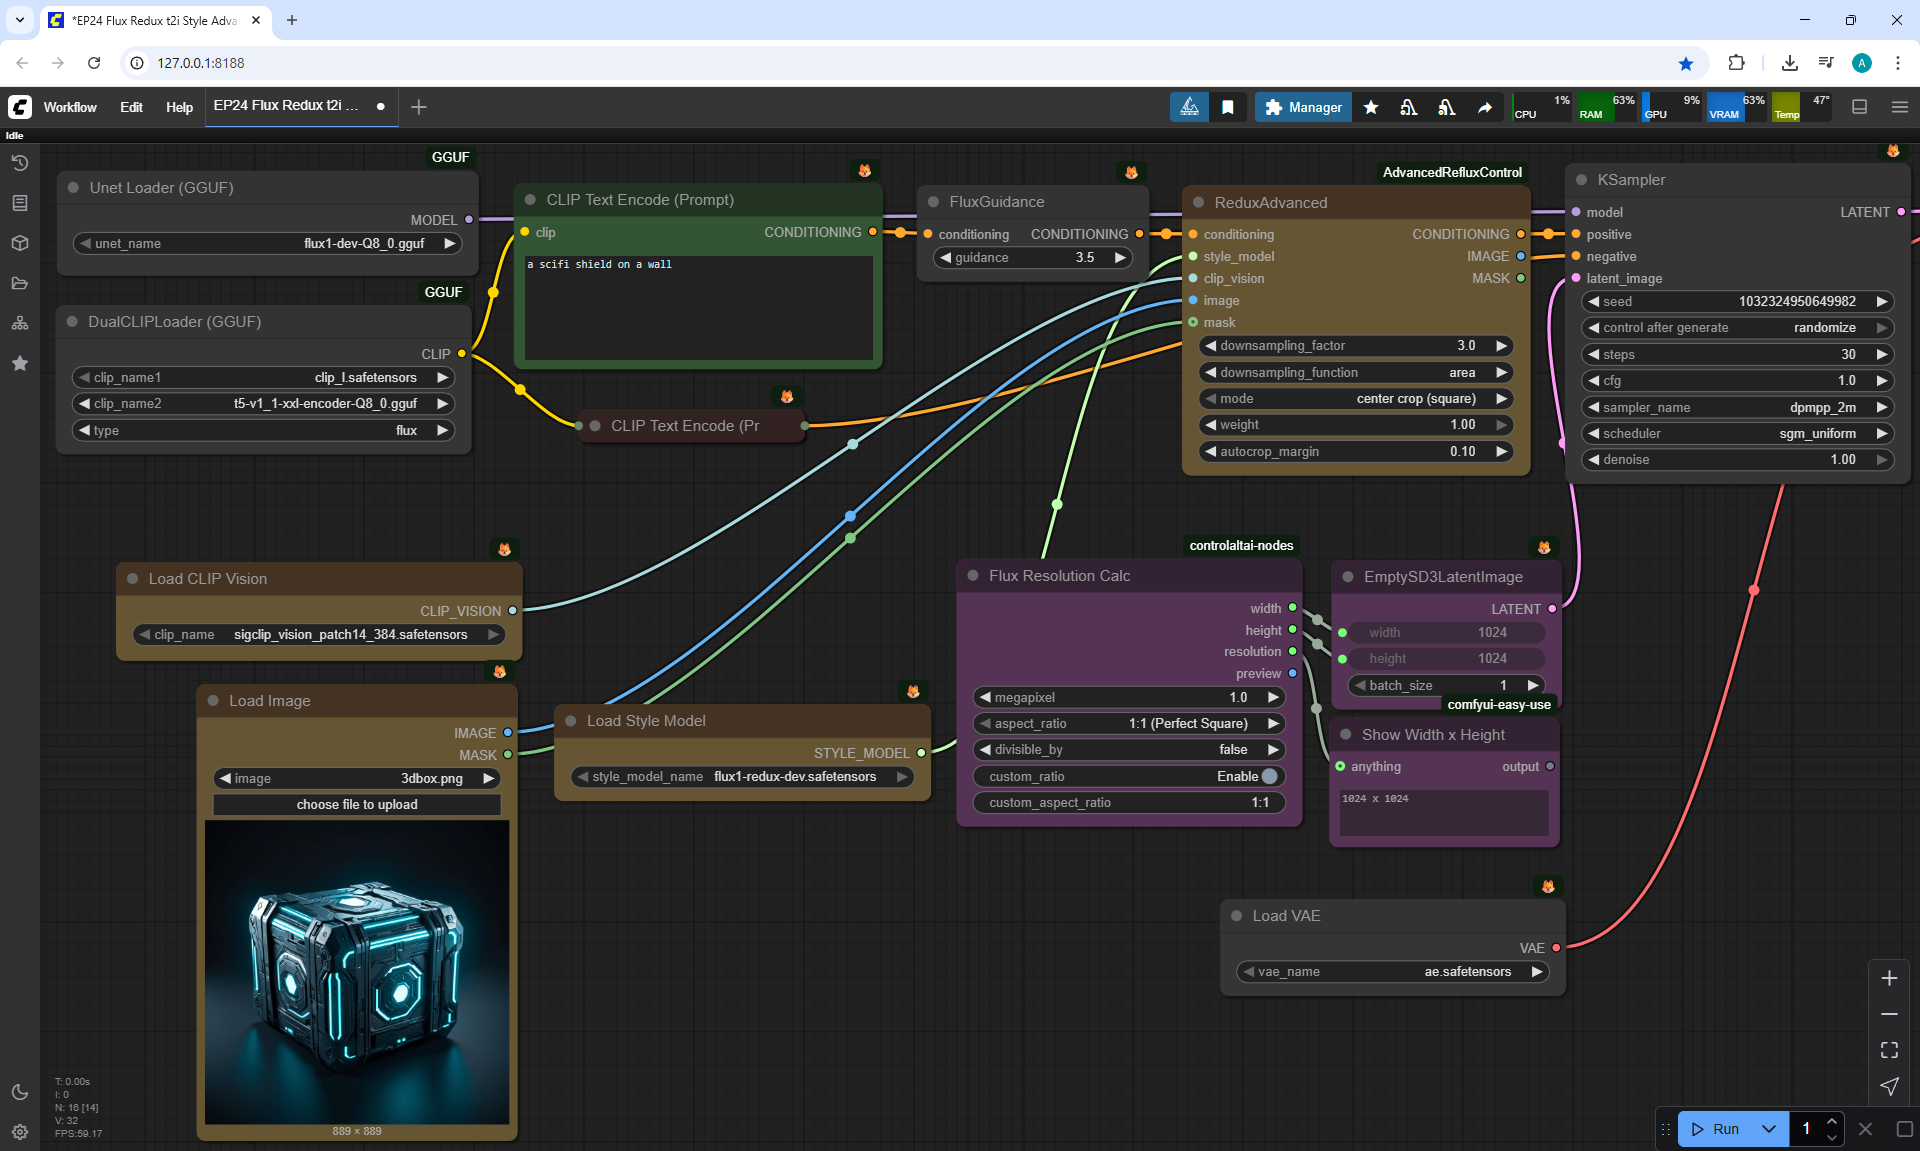 *EP24 Flux Redux t2i Style Adva
127.0.0.1:8188
A
Workflow
Edit
Help
EP24 Flux Redux t2i ...
Manager
CPU 1%
RAM 63%
GPU 9%
VRAM 63%
Temp 47°
Idle
GGUF
Unet Loader (GGUF)
MODEL
unet_name flux1-dev-Q8_0.gguf
GGUF
DualCLIPLoader (GGUF)
CLIP
clip_name1 clip_l.safetensors
clip_name2 t5-v1_1-xxl-encoder-Q8_0.gguf
type flux
CLIP Text Encode (Prompt)
clip CONDITIONING
a scifi shield on a wall
CLIP Text Encode (Pr
FluxGuidance
conditioning CONDITIONING
guidance 3.5
AdvancedRefluxControl
ReduxAdvanced
conditioning CONDITIONING
style_model IMAGE
clip_vision MASK
image
mask
downsampling_factor 3.0
downsampling_function area
mode center crop (square)
weight 1.00
autocrop_margin 0.10
KSampler
model LATENT
positive
negative
latent_image
seed 1032324950649982
control after generate randomize
steps 30
cfg 1.0
sampler_name dpmpp_2m
scheduler sgm_uniform
denoise 1.00
Load CLIP Vision
CLIP_VISION
clip_name sigclip_vision_patch14_384.safetensors
Load Image
IMAGE
MASK
image 3dbox.png
choose file to upload
889 × 889
Load Style Model
STYLE_MODEL
style_model_name flux1-redux-dev.safetensors
controlaltai-nodes
Flux Resolution Calc
width
height
resolution
preview
megapixel 1.0
aspect_ratio 1:1 (Perfect Square)
divisible_by false
custom_ratio Enable
custom_aspect_ratio 1:1
EmptySD3LatentImage
LATENT
width 1024
height 1024
batch_size 1
comfyui-easy-use
Show Width x Height
anything output
1024 x 1024
Load VAE
VAE
vae_name ae.safetensors
T: 0.00s
I: 0
N: 16 [14]
V: 32
FPS:59.17
Run
1